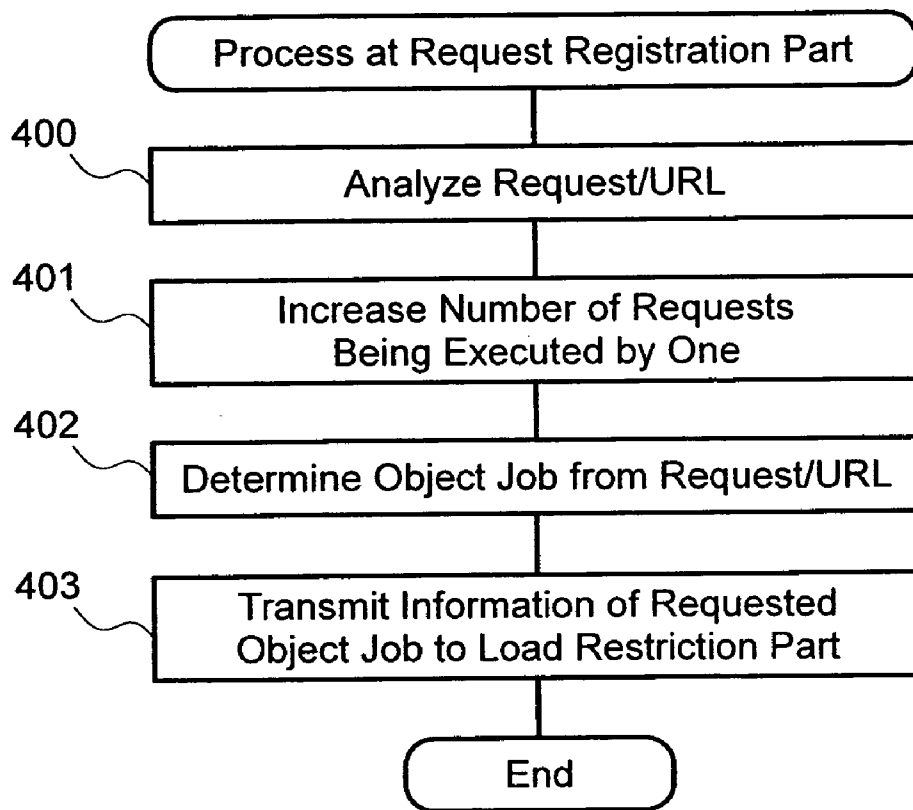 Process at Request Registration Part
400
Analyze Request/URL
401
Increase Number of Requests
Being Executed by One
402
Determine Object Job from Request/URL
403
Transmit Information of Requested
Object Job to Load Restriction Part
End